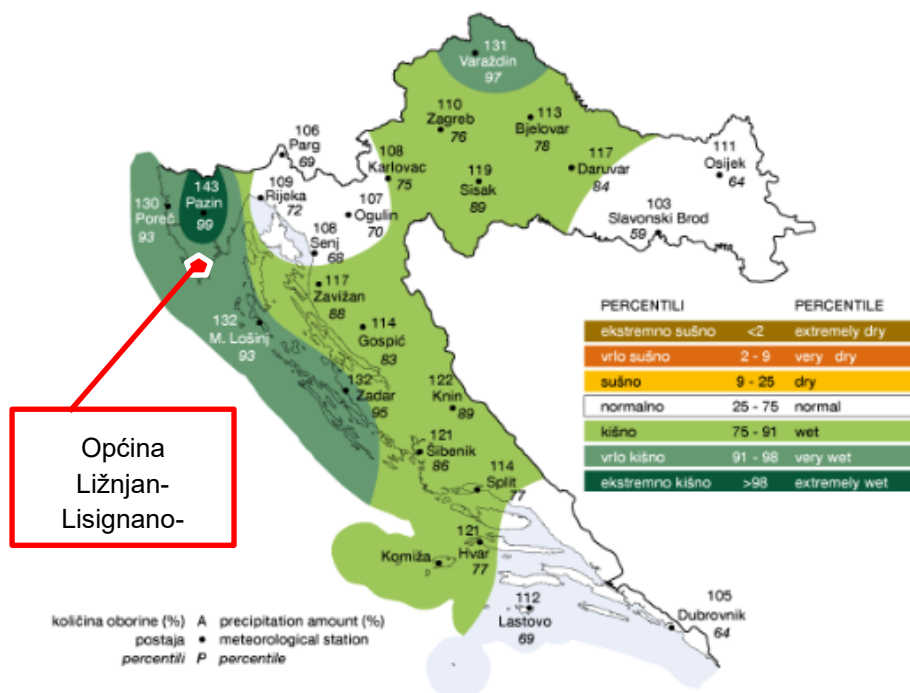 131
Varaždin
97
110
Zagreb
76
113
Bjelovar
78
106
Parg
69
108
Karlovac
75
119
Sisak
89
117
Daruvar
84
111
Osijek
64
143
Pazin
99
109
Rijeka
72
130
Poreč
93
107
Ogulin
70
103
Slavonski Brod
59
108
Senj
68
117
Zavižan
88
132
M. Lošinj
93
114
Gospić
83
132
Zadar
95
122
Knin
89
121
Šibenik
86
114
Split
77
121
Hvar
77
Komiža
112
Lastovo
69
105
Dubrovnik
64
Općina
Ližnjan-
Lisignano-
PERCENTILI PERCENTILE
ekstremno sušno <2 extremely dry
vrlo sušno 2 - 9 very dry
sušno 9 - 25 dry
normalno 25 - 75 normal
kišno 75 - 91 wet
vrlo kišno 91 - 98 very wet
ekstremno kišno >98 extremely wet
količina oborine (%) A precipitation amount (%)
postaja • meteorological station
percentili P percentile